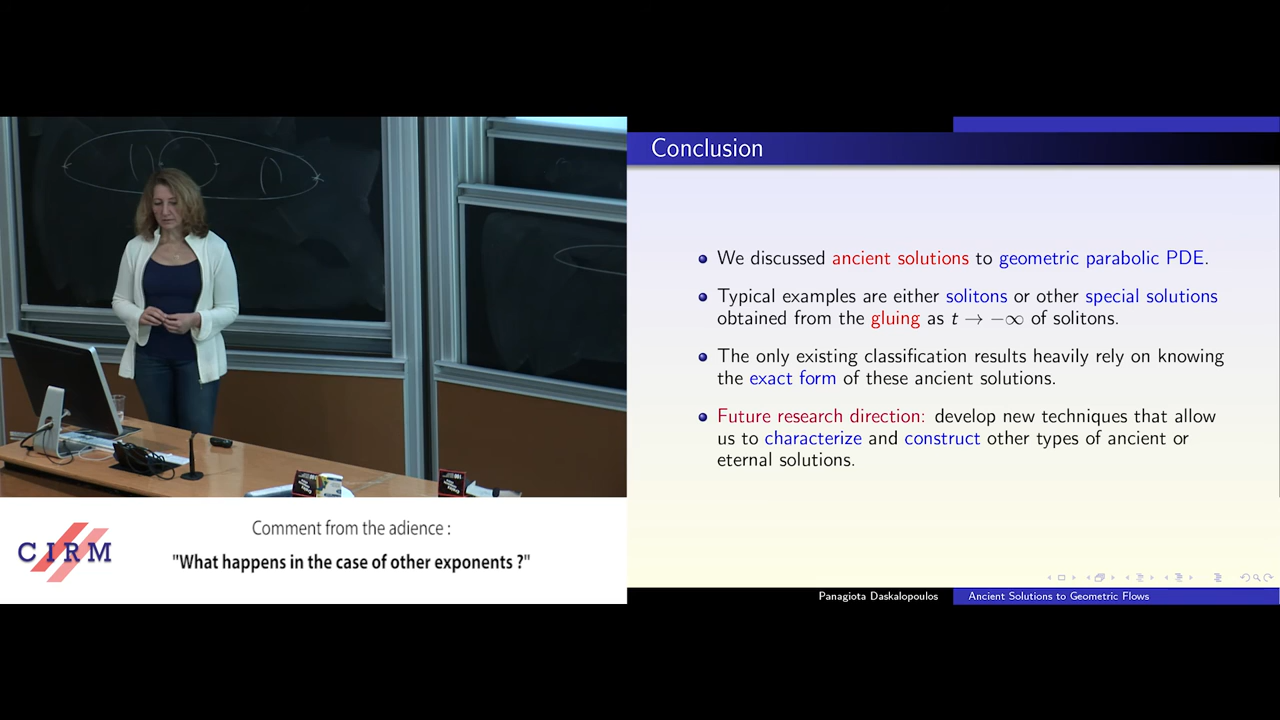 Conclusion
We discussed ancient solutions to geometric parabolic PDE.
Typical examples are either solitons or other special solutions
obtained from the gluing as t → −∞ of solitons.
The only existing classification results heavily rely on knowing
the exact form of these ancient solutions.
Future research direction: develop new techniques that allow
us to characterize and construct other types of ancient or
eternal solutions.
Panagiota Daskalopoulos
Ancient Solutions to Geometric Flows
CIRM
Comment from the adience :
"What happens in the case of other exponents ?"